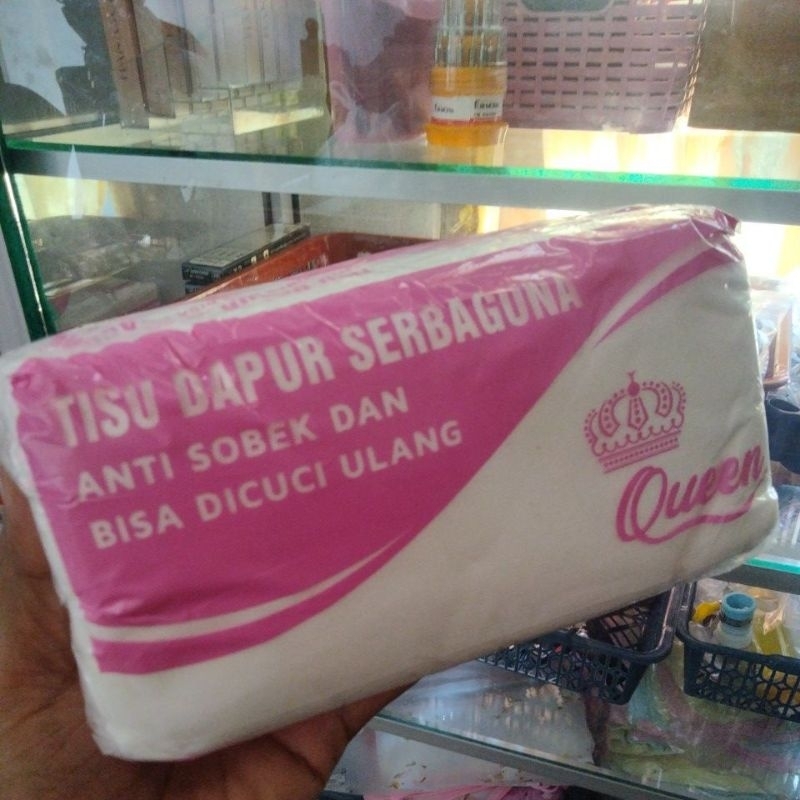 TISU DAPUR SERBAGUNA
ANTI SOBEK DAN
BISA DICUCI ULANG
Queen